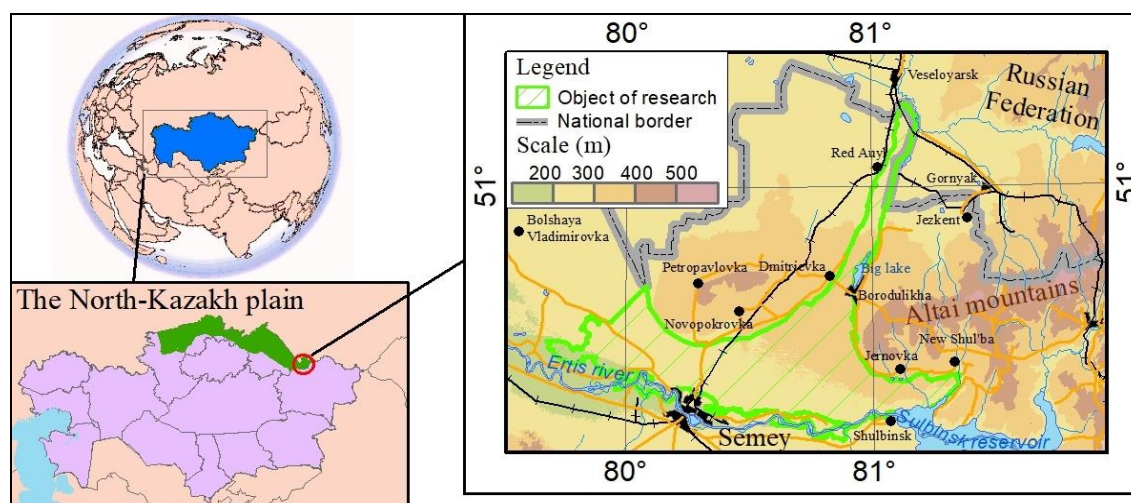 The North-Kazakh plain
80°
81°
Legend
Object of research
National border
Scale (m)
200 300 400 500
Veseloyarsk
Russian
Federation
Red Auyl
51°
51°
Gornyak
Jezkent
Bolshaya
Vladimirovka
Petropavlovka
Dmitrievka
Big lake
Borodulikha
Novopokrovka
Altai mountains
New Shul'ba
Jernovka
Ertis river
Semey
Shulbinsk
Sulbinsk reservoir
80°
81°